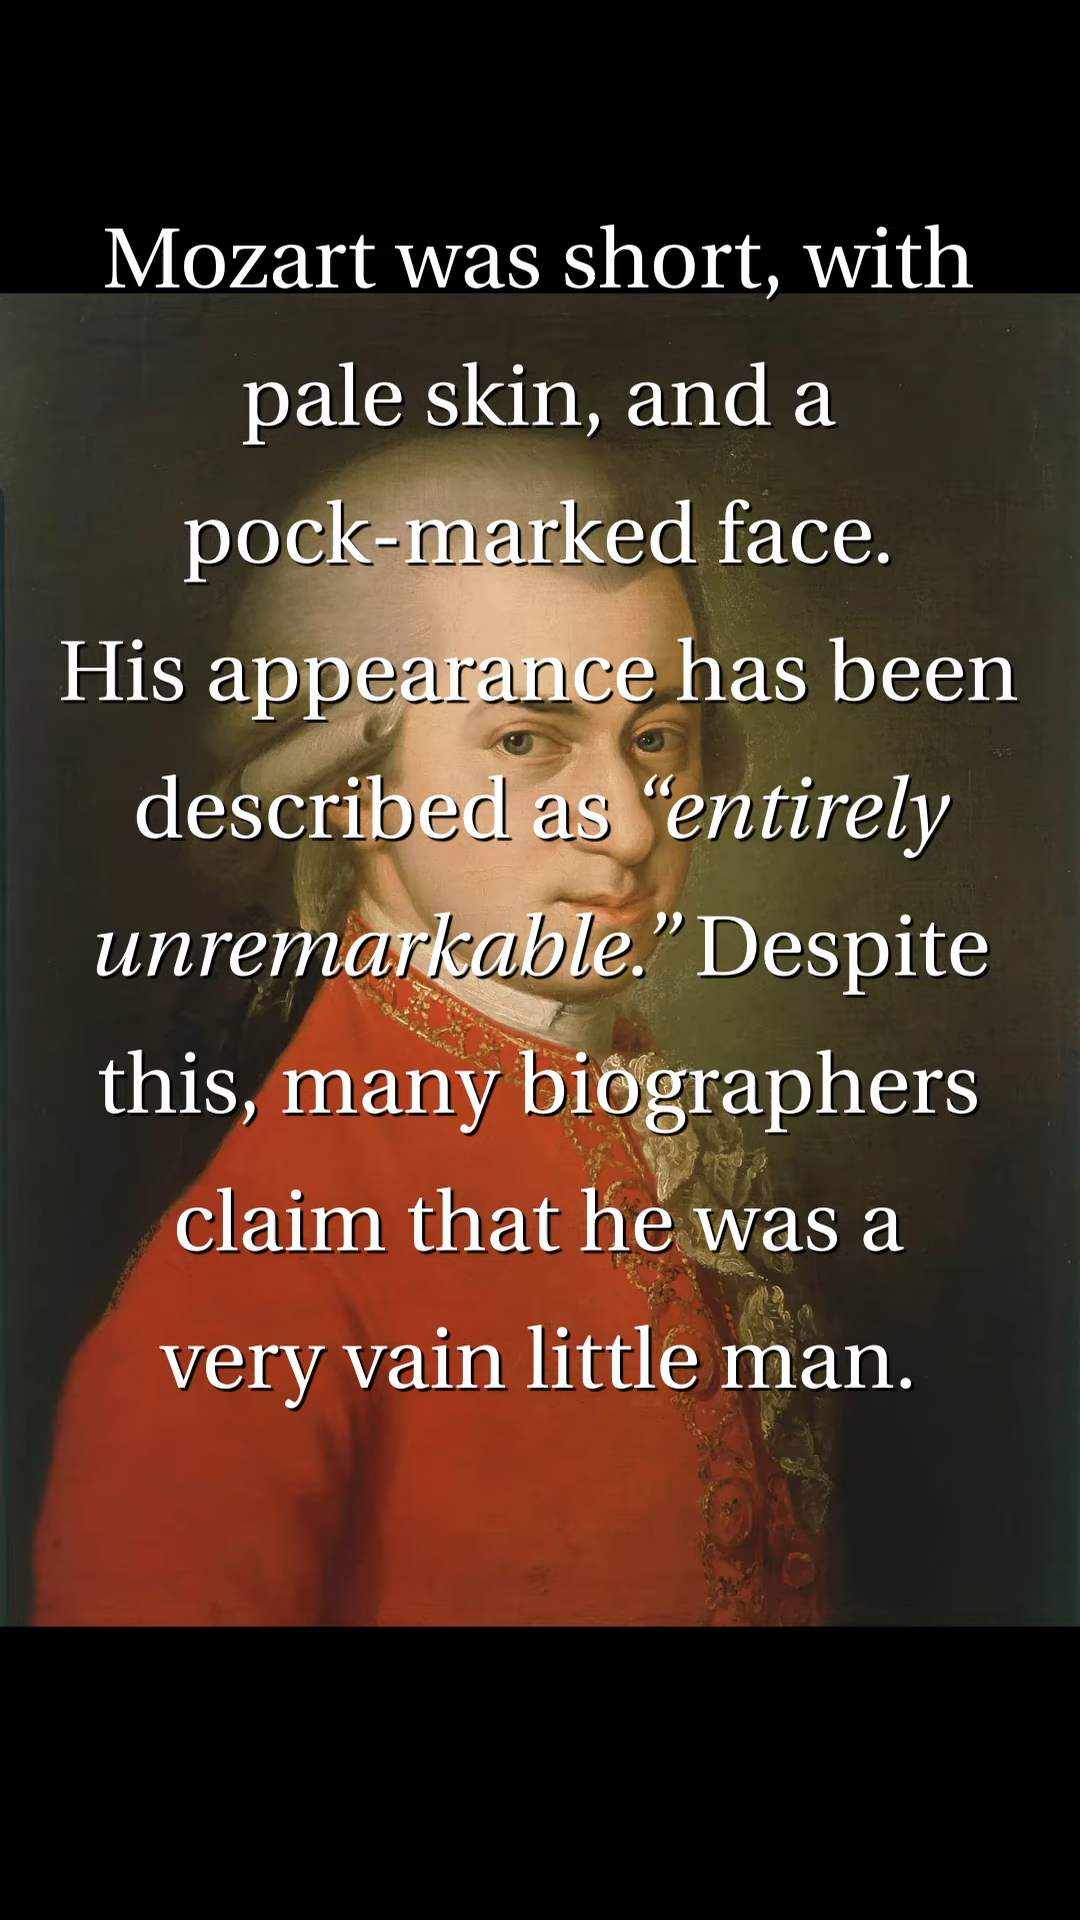 Mozart was short, with
pale skin, and a
pock-marked face.
His appearance has been
described as “entirely
unremarkable.” Despite
this, many biographers
claim that he was a
very vain little man.